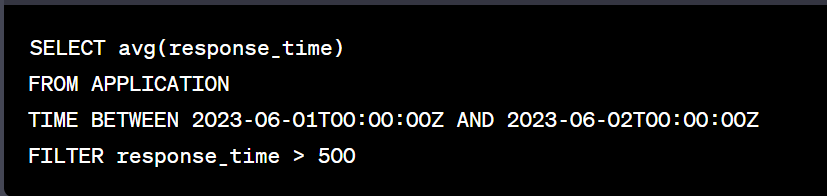 SELECT avg(response_time)
FROM APPLICATION
TIME BETWEEN 2023-06-01T00:00:00Z AND 2023-06-02T00:00:00Z
FILTER response_time > 500